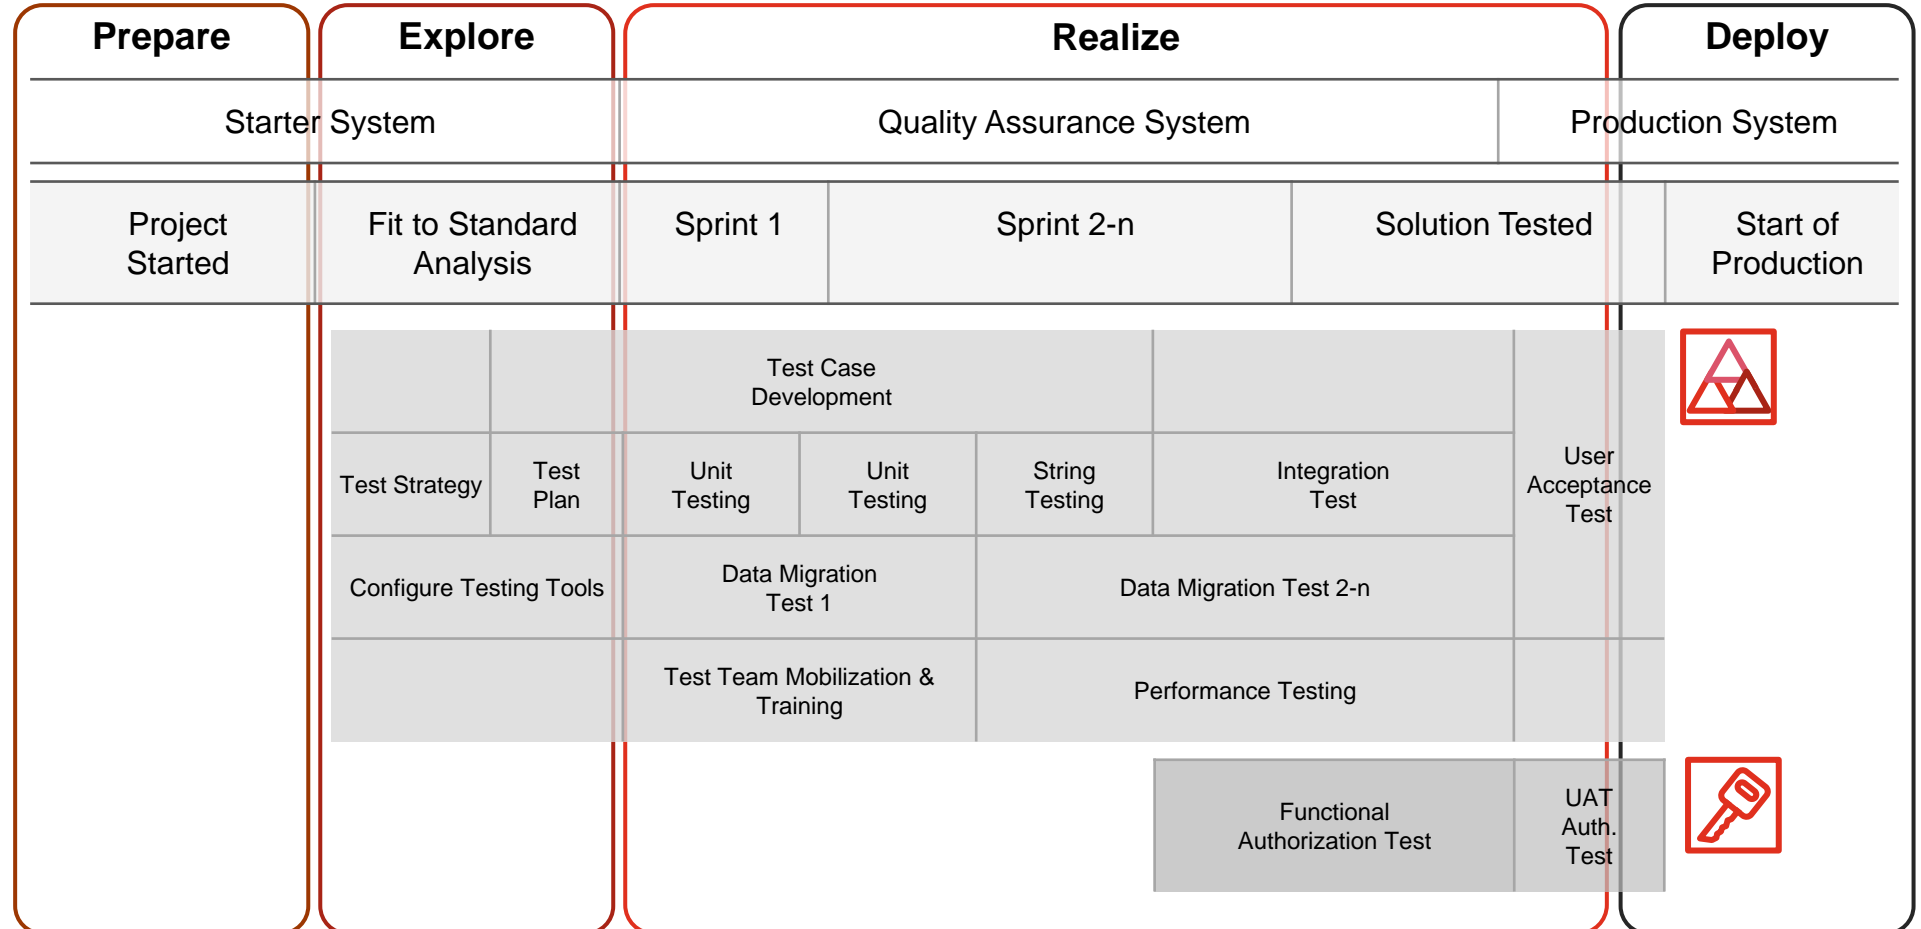 Prepare
Explore
Realize
Deploy
Starter System
Quality Assurance System
Production System
Project
Started
Fit to Standard
Analysis
Sprint 1
Sprint 2-n
Solution Tested
Start of
Production
Test Case
Development
Test Strategy
Test
Plan
Unit
Testing
Unit
Testing
String
Testing
Integration
Test
User
Acceptance
Test
Configure Testing Tools
Data Migration
Test 1
Data Migration Test 2-n
Test Team Mobilization &
Training
Performance Testing
Functional
Authorization Test
UAT
Auth.
Test